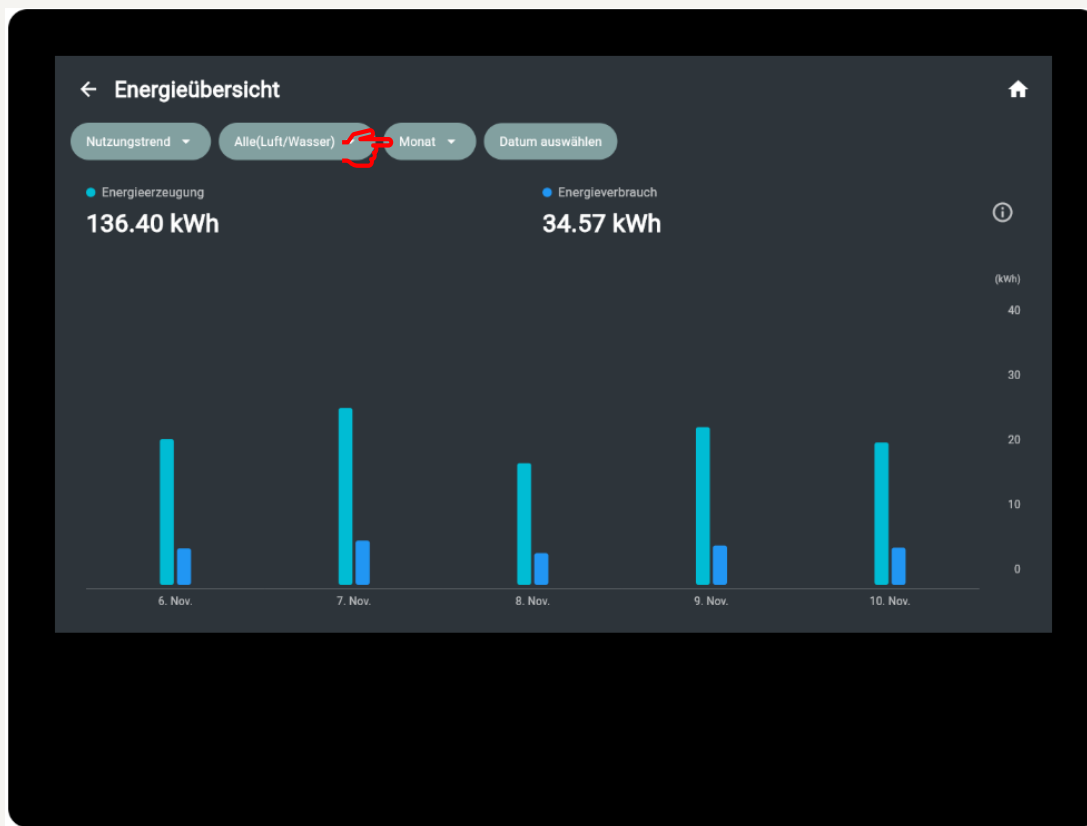 Energieübersicht
Nutzungstrend Alle(Luft/Wasser) Monat Datum auswählen
Energieerzeugung Energieverbrauch
136.40 kWh 34.57 kWh
(kWh)
40
30
20
10
0
6. Nov. 7. Nov. 8. Nov. 9. Nov. 10. Nov.